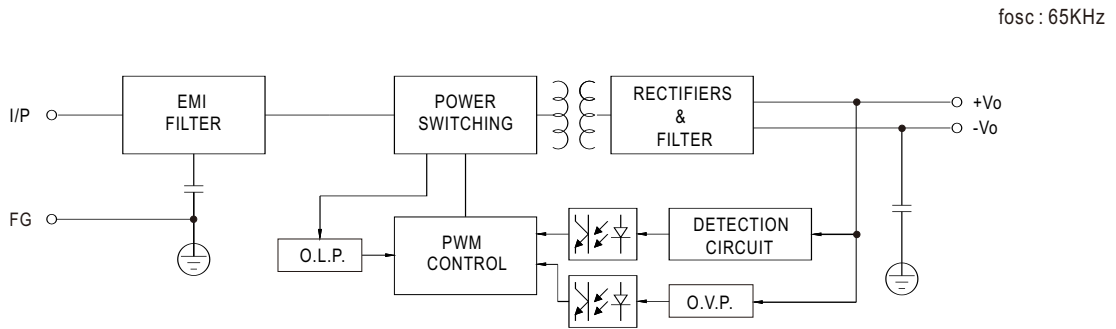 fosc : 65KHz
I/P
EMI
FILTER
POWER
SWITCHING
RECTIFIERS
&
FILTER
+Vo
-Vo
FG
O.L.P.
PWM
CONTROL
DETECTION
CIRCUIT
O.V.P.